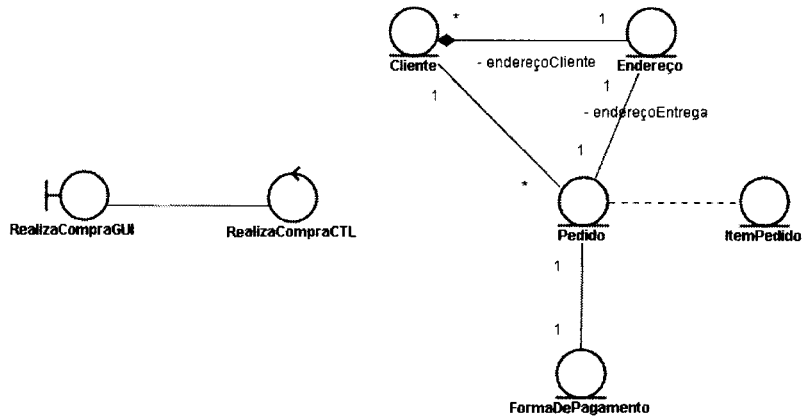 * 1
Cliente - endereçoCliente Endereço
1 1
- endereçoEntrega
1
*
RealizaCompraGUI RealizaCompraCTL Pedido ItemPedido
1
1
FormaDePagamento